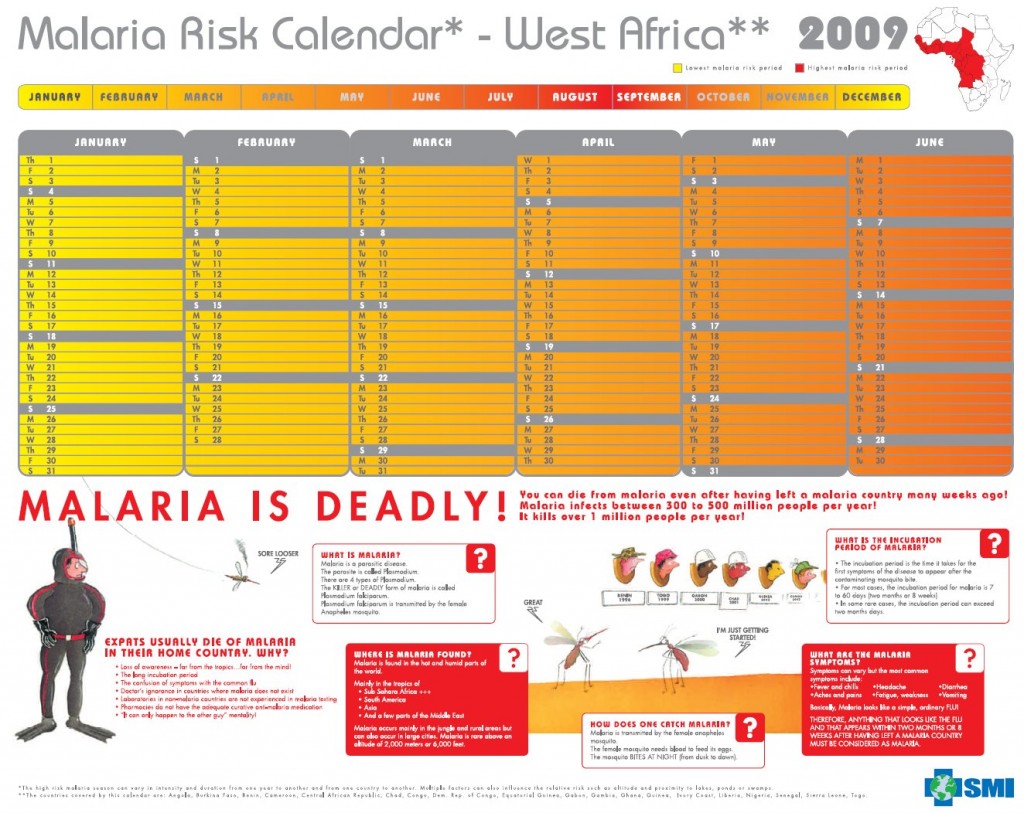 Malaria Risk Calendar* - West Africa** 2009
Lowest malaria risk period Highest malaria risk period
JANUARY FEBRUARY MARCH APRIL MAY JUNE JULY AUGUST SEPTEMBER OCTOBER NOVEMBER DECEMBER
JANUARY FEBRUARY MARCH APRIL MAY JUNE
Th 1 S 1 S 1 W 1 F 1 M 1
F 2 M 2 M 2 Th 2 S 2 Tu 2
S 3 Tu 3 Tu 3 F 3 S 3 W 3
S 4 W 4 W 4 S 4 M 4 Th 4
M 5 Th 5 Th 5 S 5 Tu 5 F 5
Tu 6 F 6 F 6 M 6 W 6 S 6
W 7 S 7 S 7 Tu 7 Th 7 S 7
Th 8 S 8 S 8 W 8 F 8 M 8
F 9 M 9 M 9 Th 9 S 9 Tu 9
S 10 Tu 10 Tu 10 F 10 S 10 W 10
S 11 W 11 W 11 S 11 M 11 Th 11
M 12 Th 12 Th 12 S 12 Tu 12 F 12
Tu 13 F 13 F 13 M 13 W 13 S 13
W 14 S 14 S 14 Tu 14 Th 14 S 14
Th 15 S 15 S 15 W 15 F 15 M 15
F 16 M 16 M 16 Th 16 S 16 Tu 16
S 17 Tu 17 Tu 17 F 17 S 17 W 17
S 18 W 18 W 18 S 18 M 18 Th 18
M 19 Th 19 Th 19 S 19 Tu 19 F 19
Tu 20 F 20 F 20 M 20 W 20 S 20
W 21 S 21 S 21 Tu 21 Th 21 S 21
Th 22 S 22 S 22 W 22 F 22 M 22
F 23 M 23 M 23 Th 23 S 23 Tu 23
S 24 Tu 24 Tu 24 F 24 S 24 W 24
S 25 W 25 W 25 S 25 M 25 Th 25
M 26 Th 26 Th 26 S 26 Tu 26 F 26
Tu 27 F 27 F 27 M 27 W 27 S 27
W 28 S 28 S 28 Tu 28 Th 28 S 28
Th 29 S 29 W 29 F 29 M 29
F 30 M 30 Th 30 S 30 Tu 30
S 31 Tu 31 S 31
MALARIA IS DEADLY!
You can die from malaria even after having left a malaria country many weeks ago!
Malaria infects between 300 to 500 million people per year!
It kills over 1 million people per year!
SORE LOOSER
WHAT IS MALARIA?
?
Malaria is a parasitic disease.
The parasite is called Plasmodium.
There are 4 types of Plasmodium.
The KILLER or DEADLY form of malaria is called
Plasmodium falciparum.
Plasmodium falciparum is transmitted by the female
Anopheles mosquito.
BENIN
1998
TOGO
1999
GABON
2000
GREAT
I'M JUST GETTING
STARTED!
WHAT IS THE INCUBATION
PERIOD OF MALARIA?
?
• The incubation period is the time it takes for the
first symptoms of the disease to appear after the
contaminating mosquito bite.
• For most cases, the incubation period for malaria is 7
to 60 days (two months or 8 weeks)
• In some rare cases, the incubation period can exceed
two months days.
EXPATS USUALLY DIE OF MALARIA
IN THEIR HOME COUNTRY. WHY?
• Loss of awareness – far from the tropics...far from the mind!
• The long incubation period
• The confusion of symptoms with the common flu
• Doctor's ignorance in countries where malaria does not exist
• Laboratories in non-malaria countries are not experienced in malaria testing
• Pharmacies do not have the adequate curative anti-malaria medication
• "It can only happen to the other guy" mentality!
WHERE IS MALARIA FOUND?
?
Malaria is found in the hot and humid parts of
the world.
Mainly in the tropics of
• Sub Sahara Africa +++
• South America
• Asia
• And a few parts of the Middle East
Malaria occurs mainly in the jungle and rural areas but
can also occur in large cities. Malaria is rare above an
altitude of 2,000 meters or 6,000 feet.
HOW DOES ONE CATCH MALARIA?
?
Malaria is transmitted by the female anopheles
mosquito.
The female mosquito needs blood to feed its eggs.
The mosquito BITES AT NIGHT (from dusk to dawn).
WHAT ARE THE MALARIA
SYMPTOMS?
?
Symptoms can vary but the most common
symptoms include:
•Fever and chills •Headache •Diarrhea
•Aches and pains •Fatigue, weakness •Vomiting
Basically, Malaria looks like a simple, ordinary FLU!
THEREFORE, ANYTHING THAT LOOKS LIKE THE FLU
AND THAT APPEARS WITHIN TWO MONTHS OR 8
WEEKS AFTER HAVING LEFT A MALARIA COUNTRY
MUST BE CONSIDERED AS MALARIA.
*The high risk malaria season can vary in intensity and duration from one year to another and from one country to another. Multiple factors can also influence the relative risk such as altitude and proximity to lakes, ponds or swamps.
**The countries covered by this calendar are: Angola, Burkina Faso, Benin, Cameroon, Central African Republic, Chad, Congo, Dem. Rep. of Congo, Equatorial Guinea, Gabon, Gambia, Ghana, Guinea, Ivory Coast, Liberia, Nigeria, Senegal, Sierra Leone, Togo.
SMI